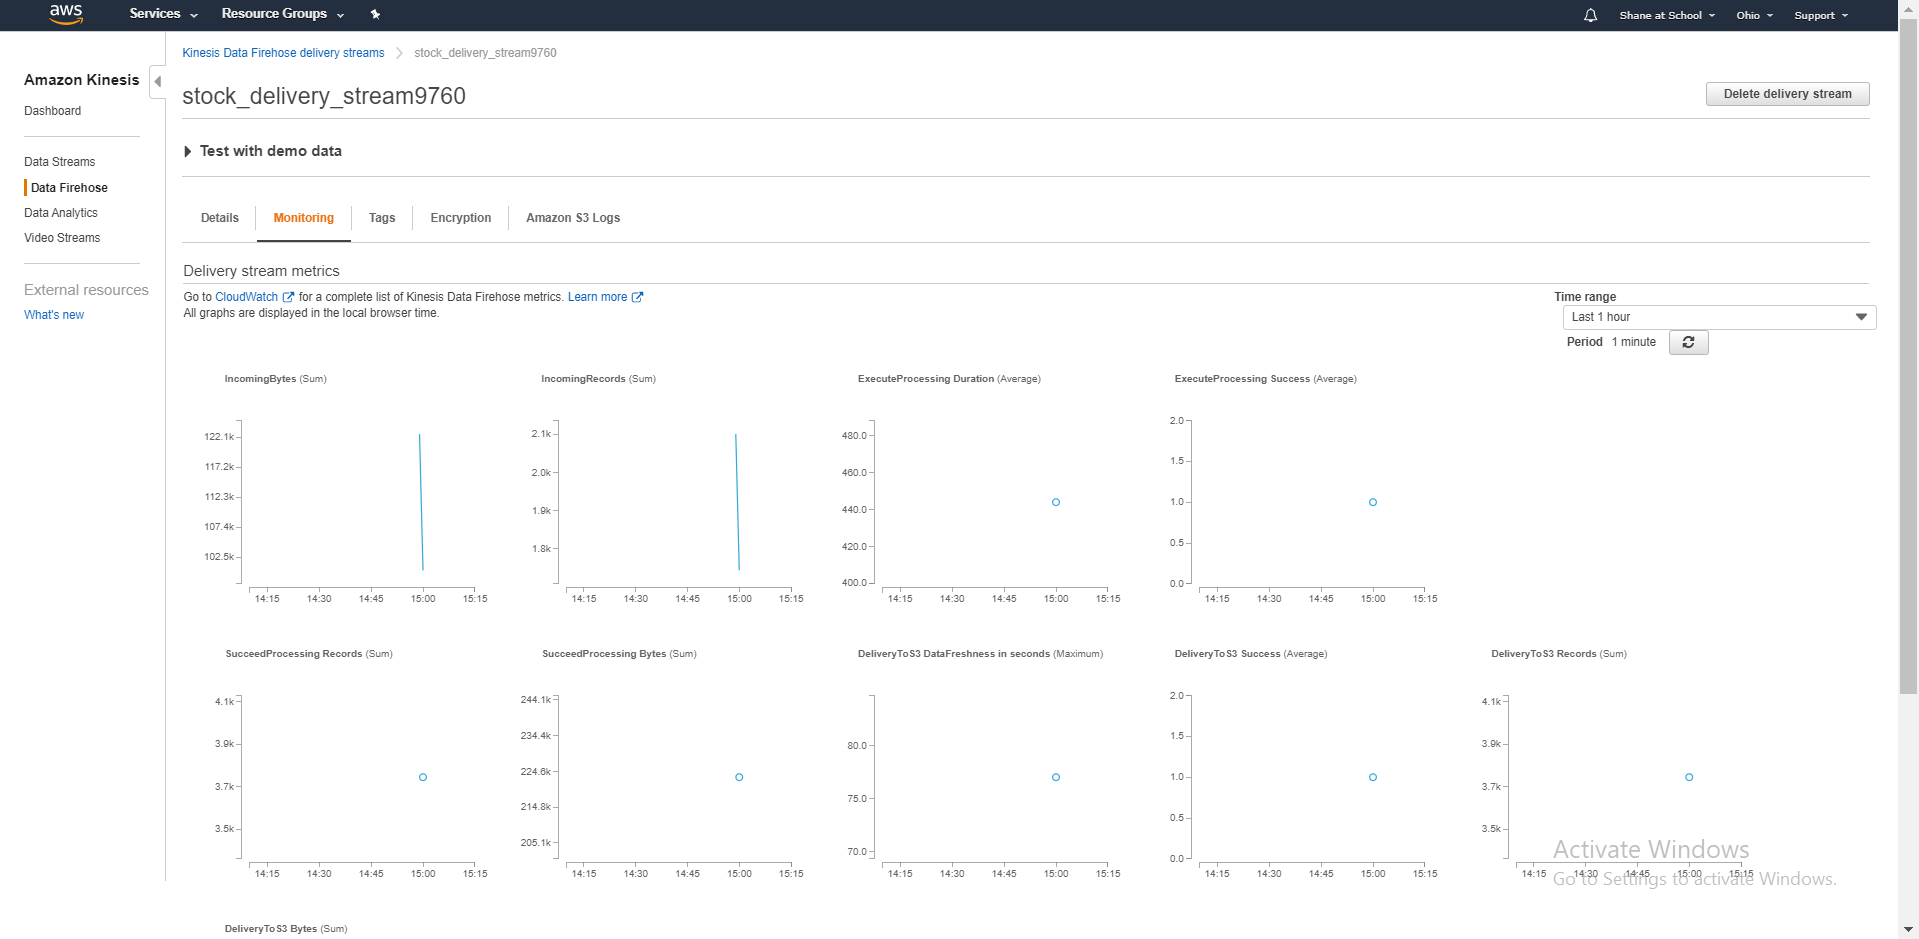 aws Services Resource Groups Shane at School Ohio Support
Kinesis Data Firehose delivery streams stock_delivery_stream9760
Amazon Kinesis
Dashboard
Data Streams
Data Firehose
Data Analytics
Video Streams
External resources
What's new
stock_delivery_stream9760
Delete delivery stream
Test with demo data
Details Monitoring Tags Encryption Amazon S3 Logs
Delivery stream metrics
Go to CloudWatch for a complete list of Kinesis Data Firehose metrics. Learn more
All graphs are displayed in the local browser time.
Time range
Last 1 hour
Period 1 minute
IncomingBytes (Sum)
122.1k
117.2k
112.3k
107.4k
102.5k
14:15 14:30 14:45 15:00 15:15
IncomingRecords (Sum)
2.1k
2.0k
1.9k
1.8k
14:15 14:30 14:45 15:00 15:15
ExecuteProcessing Duration (Average)
480.0
460.0
440.0
420.0
400.0
14:15 14:30 14:45 15:00 15:15
ExecuteProcessing Success (Average)
2.0
1.5
1.0
0.5
0.0
14:15 14:30 14:45 15:00 15:15
SucceedProcessing Records (Sum)
4.1k
3.9k
3.7k
3.5k
14:15 14:30 14:45 15:00 15:15
SucceedProcessing Bytes (Sum)
244.1k
234.4k
224.6k
214.8k
205.1k
14:15 14:30 14:45 15:00 15:15
DeliveryToS3 DataFreshness in seconds (Maximum)
80.0
75.0
70.0
14:15 14:30 14:45 15:00 15:15
DeliveryToS3 Success (Average)
2.0
1.5
1.0
0.5
0.0
14:15 14:30 14:45 15:00 15:15
DeliveryToS3 Records (Sum)
4.1k
3.9k
3.7k
3.5k
14:15 14:30 14:45 15:00 15:15
Activate Windows
Go to Settings to activate Windows.
DeliveryToS3 Bytes (Sum)